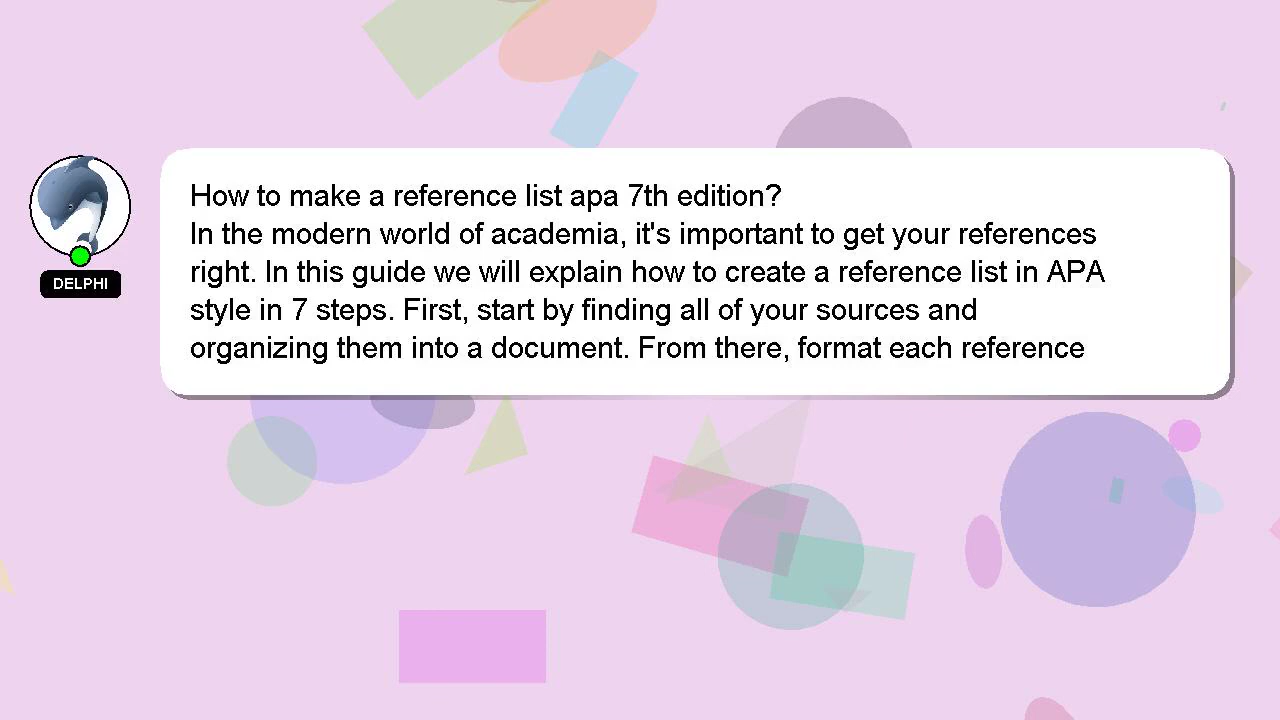 How to make a reference list apa 7th edition?
In the modern world of academia, it's important to get your references
right. In this guide we will explain how to create a reference list in APA
style in 7 steps. First, start by finding all of your sources and
organizing them into a document. From there, format each reference
DELPHI